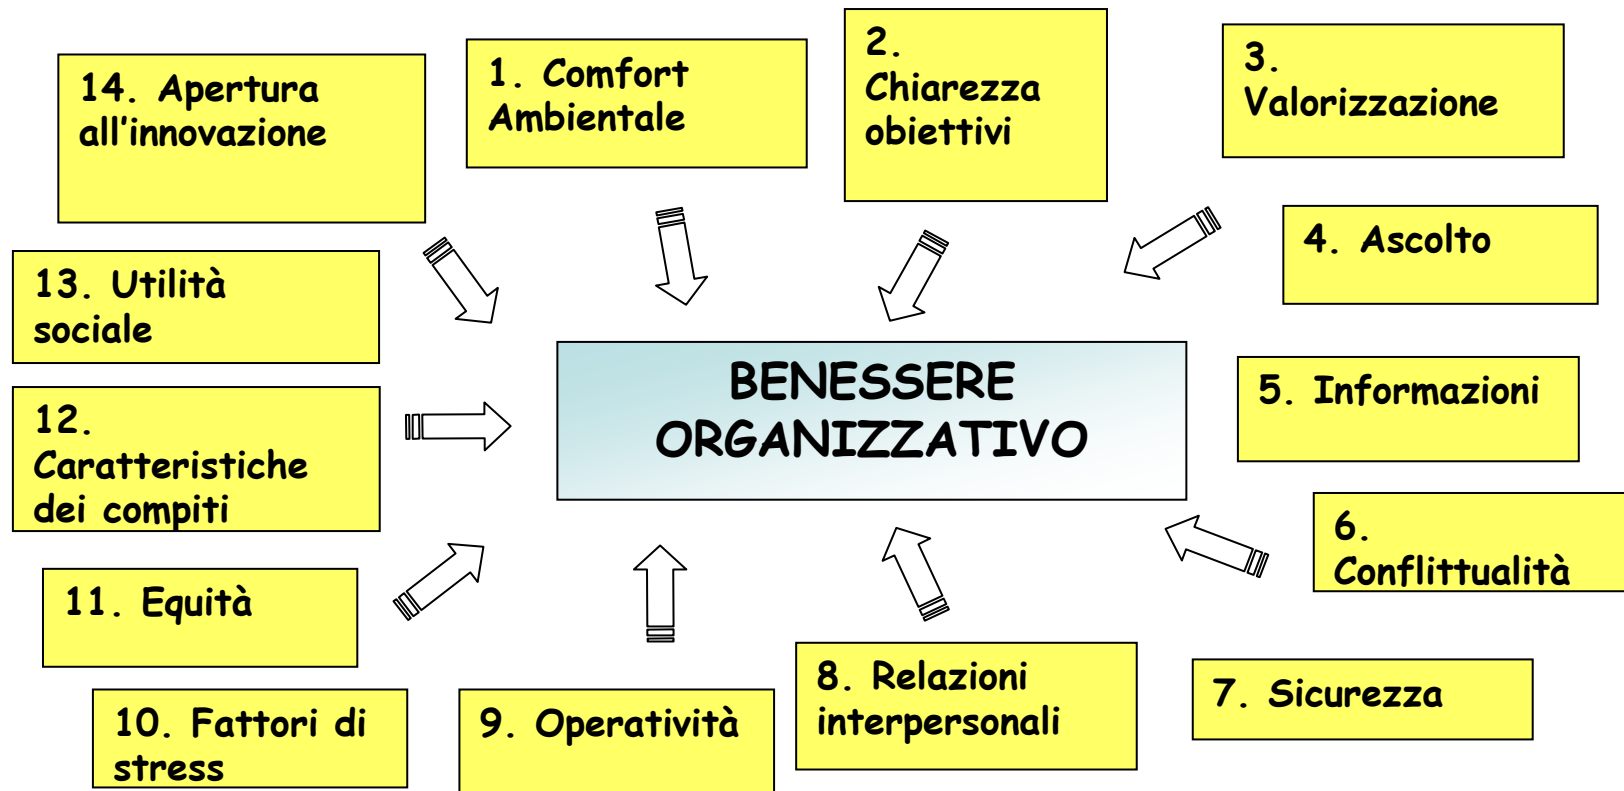 14. Apertura
all’innovazione
1. Comfort
Ambientale
2.
Chiarezza
obiettivi
3.
Valorizzazione
4. Ascolto
13. Utilità
sociale
BENESSERE
ORGANIZZATIVO
5. Informazioni
12.
Caratteristiche
dei compiti
6.
Conflittualità
11. Equità
10. Fattori di
stress
9. Operatività
8. Relazioni
interpersonali
7. Sicurezza